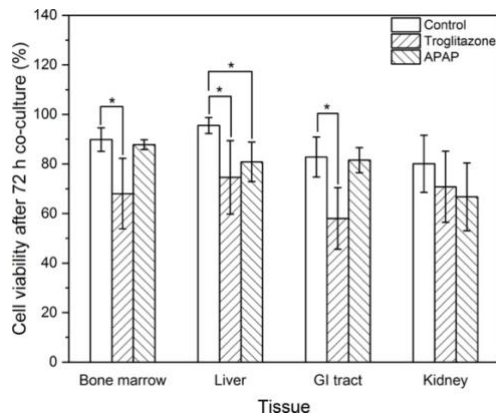 Cell viability after 72 h co-culture (%)
140
120
100
80
60
40
20
0
Control
Troglitazone
APAP
*
*
*
*
Bone marrow
Liver
GI tract
Kidney
Tissue